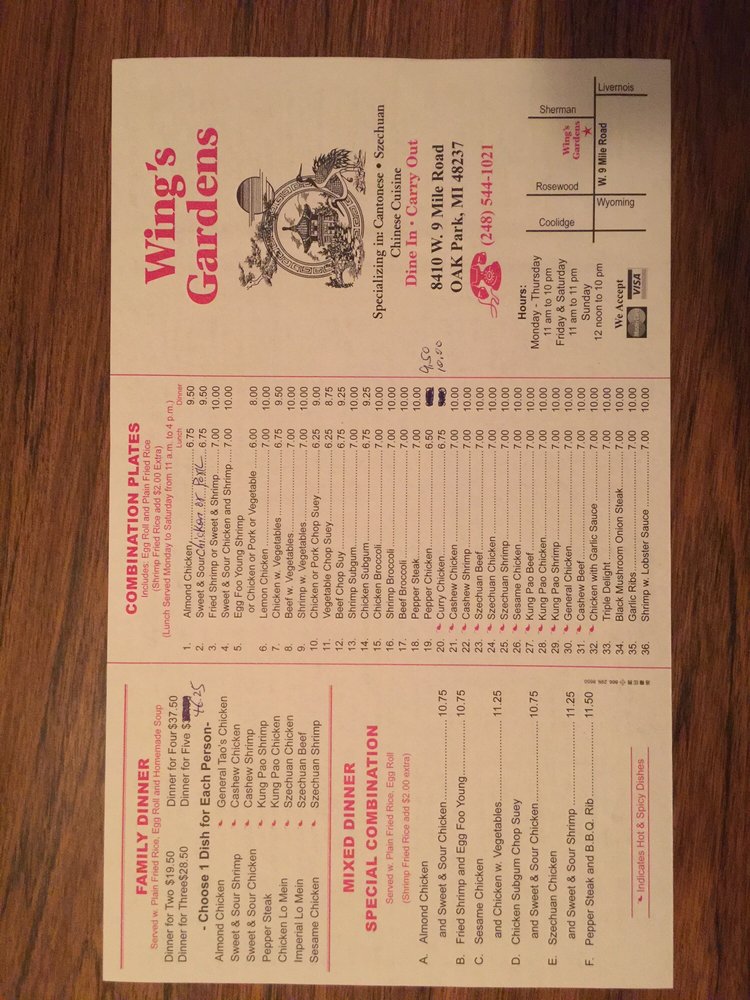 FAMILY DINNER
Served w. Plain Fried Rice, Egg Roll and Homemade Soup
Dinner for Two $19.50 Dinner for Four $37.50
Dinner for Three $28.50 Dinner for Five $ 46.25
- Choose 1 Dish for Each Person-
Almond Chicken
Sweet & Sour Shrimp
Sweet & Sour Chicken
Pepper Steak
Chicken Lo Mein
Imperial Lo Mein
Sesame Chicken
General Tao's Chicken
Cashew Chicken
Cashew Shrimp
Kung Pao Shrimp
Kung Pao Chicken
Szechuan Chicken
Szechuan Beef
Szechuan Shrimp
MIXED DINNER
SPECIAL COMBINATION
Served w. Plain Fried Rice, Egg Roll
(Shrimp Fried Rice add $2.00 extra)
A. Almond Chicken
and Sweet & Sour Chicken 10.75
B. Fried Shrimp and Egg Foo Young 10.75
C. Sesame Chicken
and Chicken w. Vegetables 11.25
D. Chicken Subgum Chop Suey
and Sweet & Sour Chicken 10.75
E. Szechuan Chicken
and Sweet & Sour Shrimp 11.25
F. Pepper Steak and B.B.Q. Rib 11.50
Indicates Hot & Spicy Dishes
COMBINATION PLATES
Includes: Egg Roll and Plain Fried Rice
(Shrimp Fried Rice add $2.00 Extra)
(Lunch Served Monday to Saturday from 11 a.m. to 4 p.m.)
Lunch Dinner
1. Almond Chicken 6.75 9.50
2. Sweet & Sour Chicken or Pork 6.75 9.50
3. Fried Shrimp or Sweet & Shrimp 7.00 10.00
4. Sweet & Sour Chicken and Shrimp 7.00 10.00
5. Egg Foo Young Shrimp
or Chicken or Pork or Vegetable 6.00 8.00
6. Lemon Chicken 7.00 10.00
7. Chicken w. Vegetables 6.75 9.50
8. Beef w. Vegetables 7.00 10.00
9. Shrimp w. Vegetables 7.00 10.00
10. Chicken or Pork Chop Suey 6.25 9.00
11. Vegetable Chop Suey 6.25 8.75
12. Beef Chop Suy 6.75 9.25
13. Shrimp Subgum 7.00 10.00
14. Chicken Subgum 6.75 9.25
15. Chicken Broccoli 7.00 10.00
16. Shrimp Broccoli 7.00 10.00
17. Beef Broccoli 7.00 10.00
18. Pepper Steak 7.00 10.00
19. Pepper Chicken 6.50 9.50
20. Curry Chicken 6.75 10.00
21. Cashew Chicken 7.00 10.00
22. Cashew Shrimp 7.00 10.00
23. Szechuan Beef 7.00 10.00
24. Szechuan Chicken 7.00 10.00
25. Szechuan Shrimp 7.00 10.00
26. Sesame Chicken 7.00 10.00
27. Kung Pao Beef 7.00 10.00
28. Kung Pao Chicken 7.00 10.00
29. Kung Pao Shrimp 7.00 10.00
30. General Chicken 7.00 10.00
31. Cashew Beef 7.00 10.00
32. Chicken with Garlic Sauce 7.00 10.00
33. Triple Delight 7.00 10.00
34. Black Mushroom Onion Steak 7.00 10.00
35. Garlic Ribs 7.00 10.00
36. Shrimp w. Lobster Sauce 7.00 10.00
Wing's
Gardens
Specializing in: Cantonese • Szechuan
Chinese Cuisine
Dine In • Carry Out
8410 W. 9 Mile Road
OAK Park, MI 48237
(248) 544-1021
Hours:
Monday - Thursday
11 am to 10 pm
Friday & Saturday
11 am to 11 pm
Sunday
12 noon to 10 pm
We Accept
VISA
Coolidge
Rosewood
Sherman
Wing's
Gardens
W. 9 Mile Road
Wyoming
Livernois